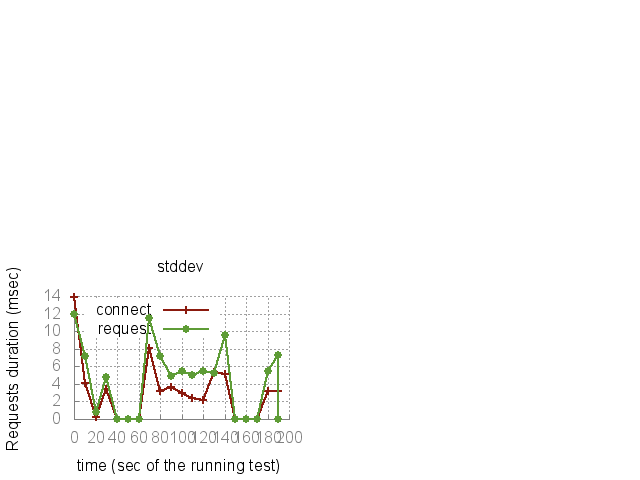 stddev
Requests duration (msec)
14
12
10
8
6
4
2
0
connect
request
0 20 40 60 80 100 120 140 160 180 200
time (sec of the running test)